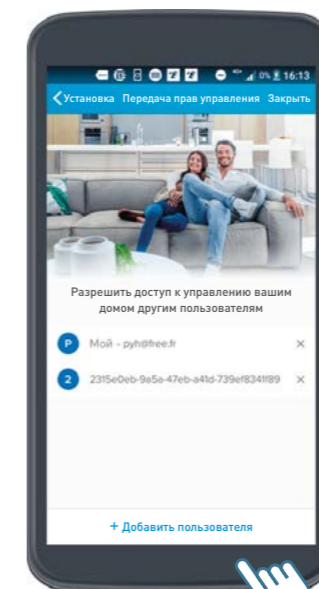 0% 16:13
Установка Передача прав управления Закрыть
Разрешить доступ к управлению вашим
домом другим пользователям
P Мой - pyh@free.fr ×
2 2315e0eb-9a5a-47eb-a41d-739ef8341f89 ×
+ Добавить пользователя